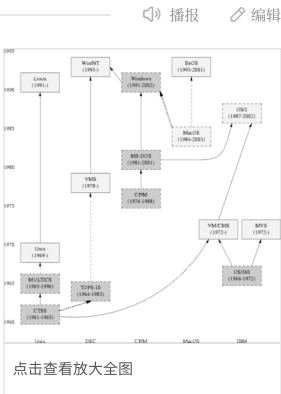 播报 编辑
1995
Linux
(1991-)
WinNT
(1993-)
Windows
(1991-2002)
BeOS
(1993-2001)
1990
OS/2
(1987-2002)
1985
MacOS
(1984-2003)
MS-DOS
(1981-2001)
1980
VMS
(1978-)
CP/M
(1976-1988)
1975
VM/CMS
(1972-)
MVS
(1972-)
1970
Unix
(1969-)
OS/360
(1966-1972)
1965
MULTICS
(1965-1996)
TOPS-10
(1964-1983)
CTSS
(1961-1965)
1960
Unix DEC CP/M MacOS IBM
点击查看放大全图